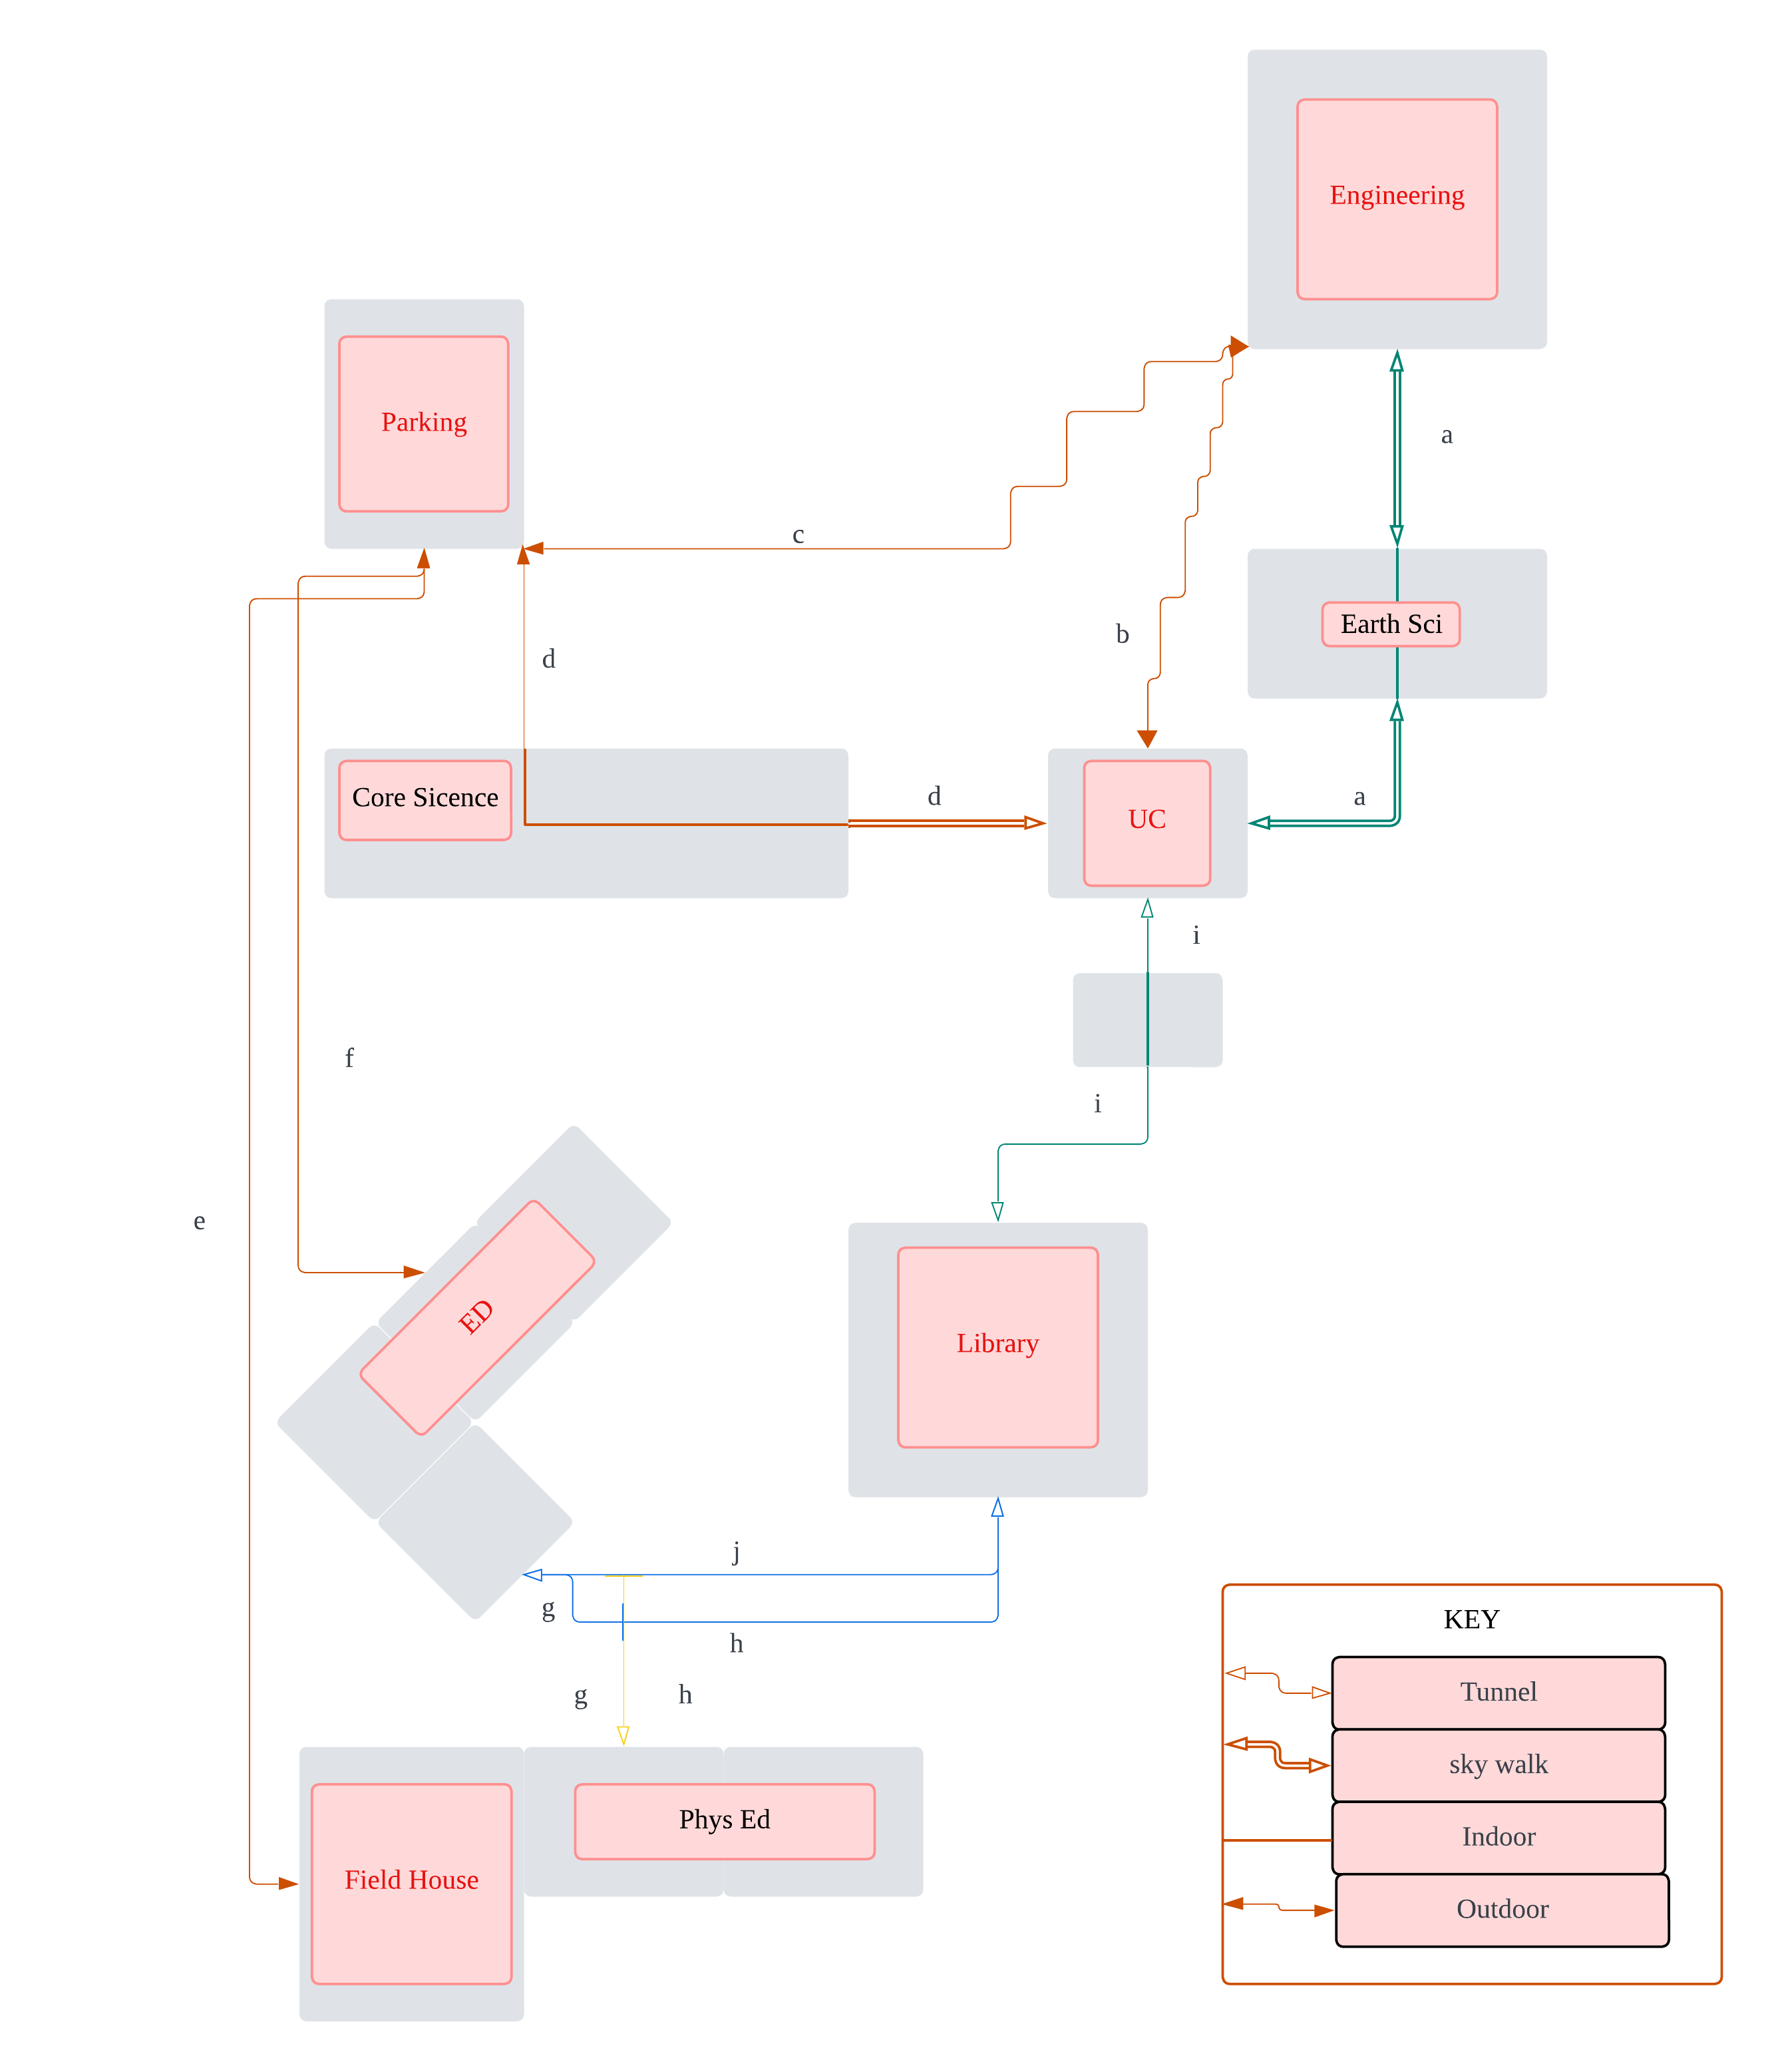 Engineering
Parking
a
c
Earth Sci
b
d
Core Sicence
d
UC
a
i
f
i
e
ED
Library
j
g
h
g
h
Phys Ed
Field House
KEY
Tunnel
sky walk
Indoor
Outdoor